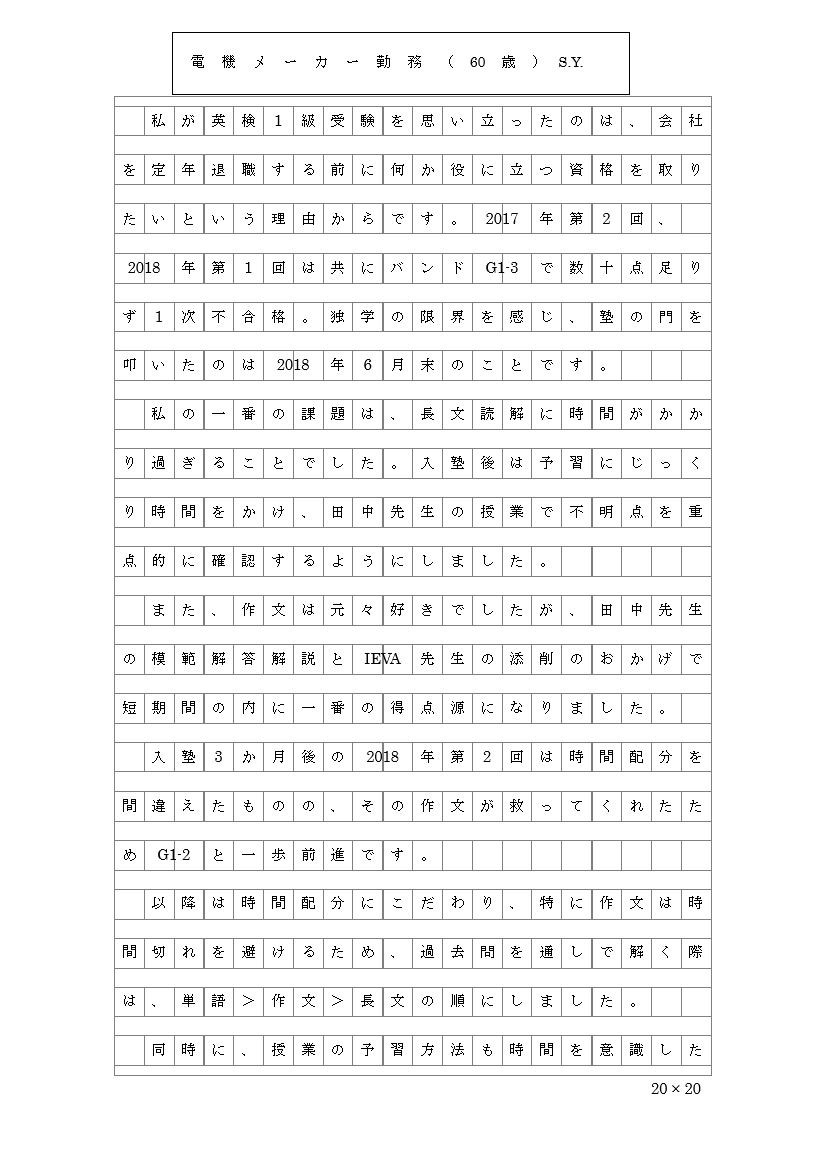 電機メーカー勤務（60歳）S.Y.
私が英検1級受験を思い立ったのは、会社
を定年退職する前に何か役に立つ資格を取り
たいという理由からです。2017年第2回、
2018年第1回は共にバンドG1-3で数十点足り
ず1次不合格。独学の限界を感じ、塾の門を
叩いたのは2018年6月末のことです。
私の一番の課題は、長文読解に時間がかか
り過ぎることでした。入塾後は予習にじっく
り時間をかけ、田中先生の授業で不明点を重
点的に確認するようにしました。
また、作文は元々好きでしたが、田中先生
の模範解答解説とIEVA先生の添削のおかげで
短期間の内に一番の得点源になりました。
入塾3か月後の2018年第2回は時間配分を
間違えたものの、その作文が救ってくれたた
めG1-2と一歩前進です。
以降は時間配分にこだわり、特に作文は時
間切れを避けるため、過去問を通しで解く際
は、単語＞作文＞長文の順にしました。
同時に、授業の予習方法も時間を意識した
20×20